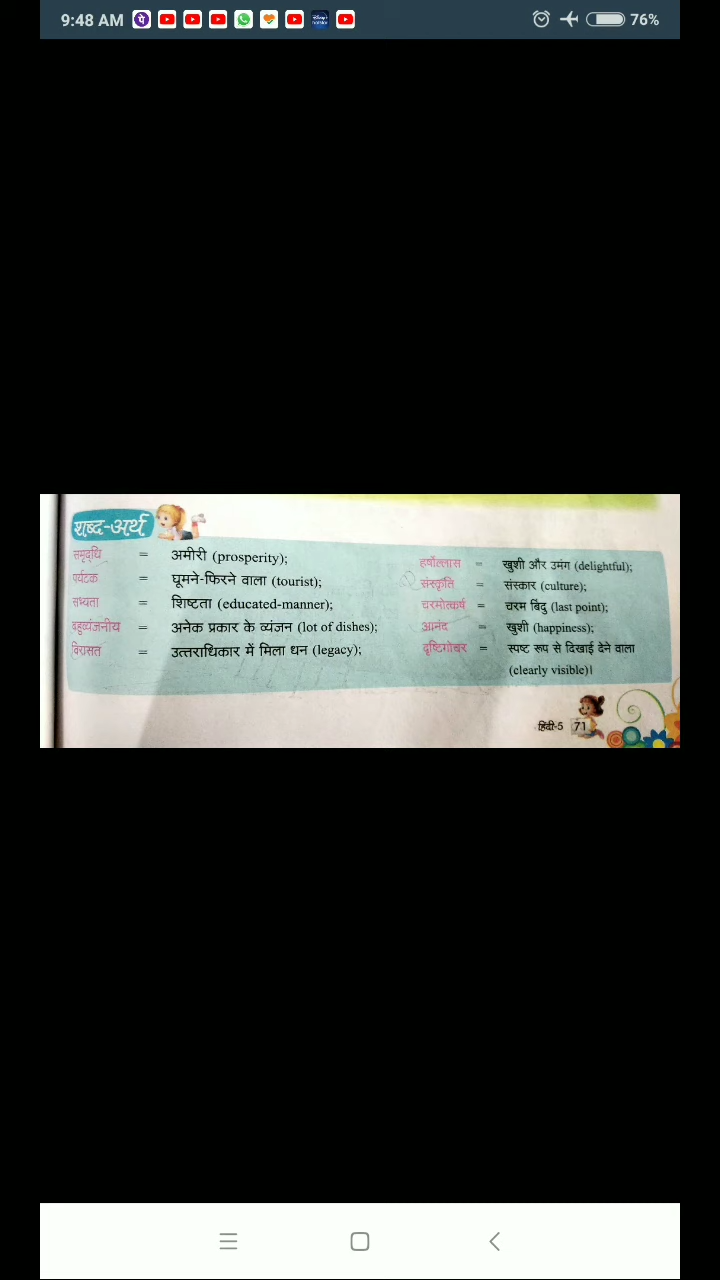 9:48 AM
76%
शब्द-अर्थ
समृद्धि = अमीरी (prosperity);
पर्यटक = घूमने-फिरने वाला (tourist);
सभ्यता = शिष्टता (educated-manner);
बहुव्यंजनीय = अनेक प्रकार के व्यंजन (lot of dishes);
विरासत = उत्तराधिकार में मिला धन (legacy);
हर्षोल्लास = खुशी और उमंग (delightful);
संस्कृति = संस्कार (culture);
चरमोत्कर्ष = चरम बिंदु (last point);
आनंद = खुशी (happiness);
दृष्टिगोचर = स्पष्ट रूप से दिखाई देने वाला
(clearly visible)।
हिंदी-5 71